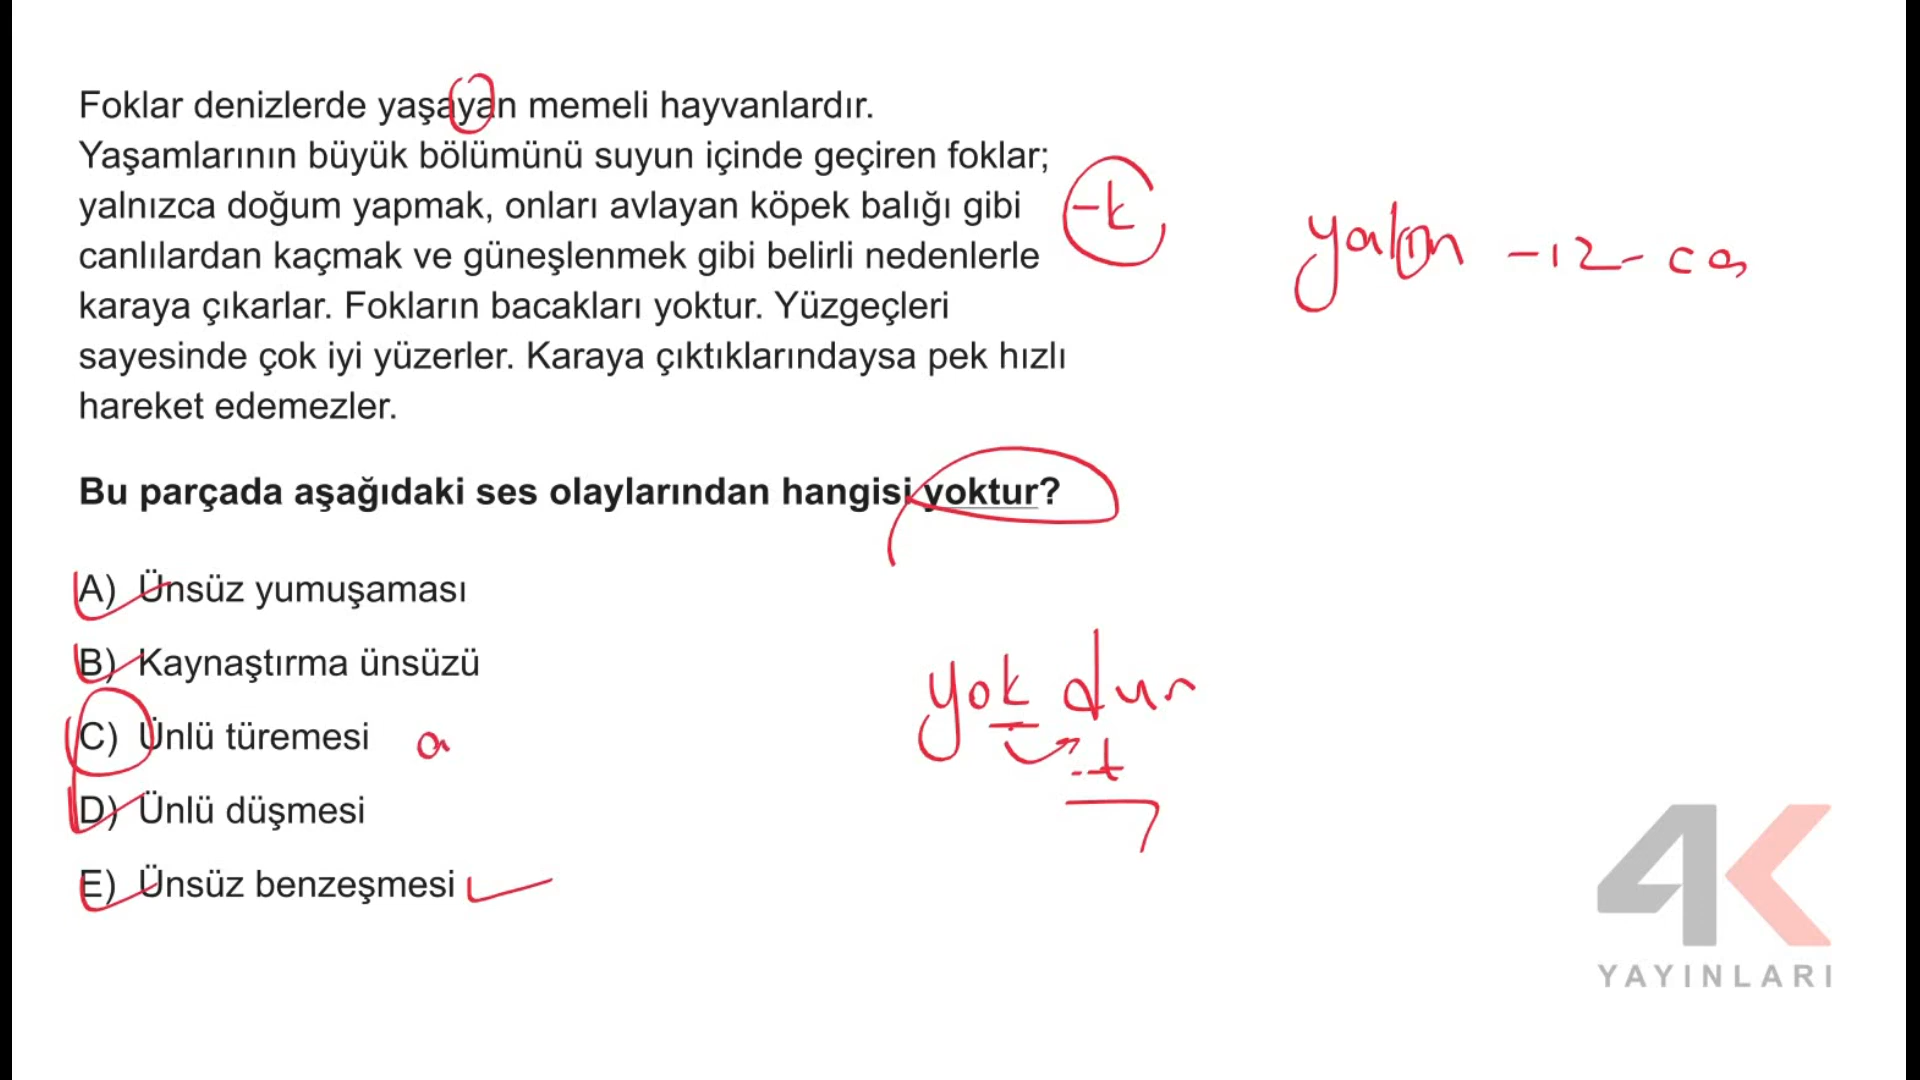 Foklar denizlerde yaşayan memeli hayvanlardır.
Yaşamlarının büyük bölümünü suyun içinde geçiren foklar;
yalnızca doğum yapmak, onları avlayan köpek balığı gibi
canlılardan kaçmak ve güneşlenmek gibi belirli nedenlerle
karaya çıkarlar. Fokların bacakları yoktur. Yüzgeçleri
sayesinde çok iyi yüzerler. Karaya çıktıklarındaysa pek hızlı
hareket edemezler.
-k
yalın -ız- ca
Bu parçada aşağıdaki ses olaylarından hangisi yoktur?
A) Ünsüz yumuşaması
B) Kaynaştırma ünsüzü
C) Ünlü türemesi a
D) Ünlü düşmesi
E) Ünsüz benzeşmesi
yok dur
-t
4K
YAYINLARI